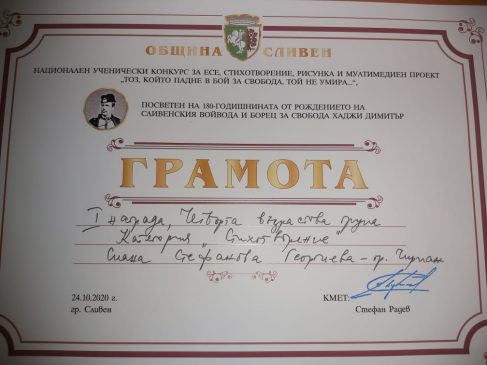 ОБЩИНА СЛИВЕН
НАЦИОНАЛЕН УЧЕНИЧЕСКИ КОНКУРС ЗА ЕСЕ, СТИХОТВОРЕНИЕ, РИСУНКА И МУЛТИМЕДИЕН ПРОЕКТ
"ТОЗ, КОЙТО ПАДНЕ В БОЙ ЗА СВОБОДА, ТОЙ НЕ УМИРА...",
ПОСВЕТЕН НА 180-ГОДИШНИНАТА ОТ РОЖДЕНИЕТО НА
СЛИВЕНСКИЯ ВОЙВОДА И БОРЕЦ ЗА СВОБОДА ХАДЖИ ДИМИТЪР
ГРАМОТА
I награда, Четвърта възрастова група
Категория „Стихотворение"
Стефанова Георгиева - гр. Чирпан
24.10.2020 г.
гр. Сливен
КМЕТ:
Стефан Радев